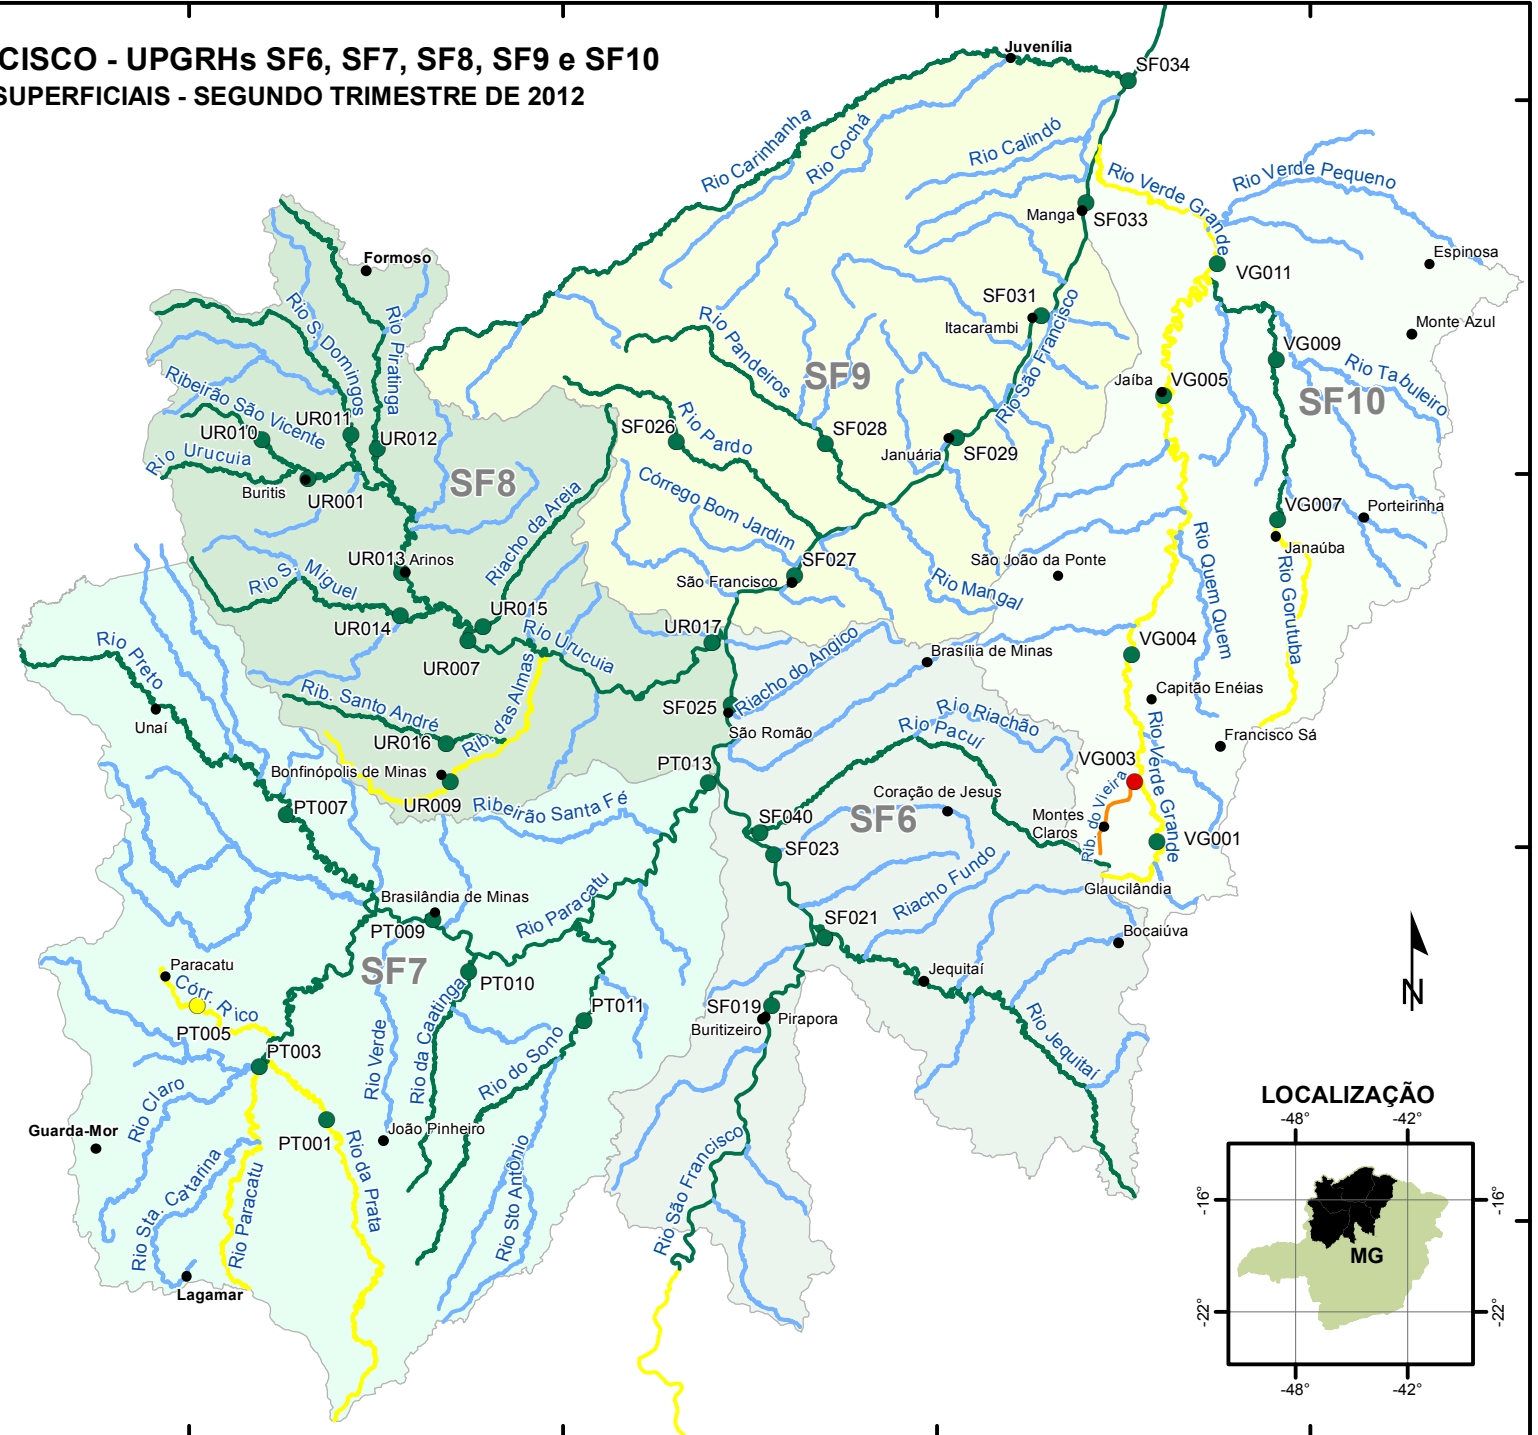 CISCO - UPGRHs SF6, SF7, SF8, SF9 e SF10
SUPERFICIAIS - SEGUNDO TRIMESTRE DE 2012
Juvenília
SF034
Rio Carinhanha
Rio Cochá
Rio Calindó
Rio Verde Grande
Rio Verde Pequeno
Manga
SF033
Espinosa
VG011
Formoso
SF031
Itacarambi
Rio São Francisco
Monte Azul
Rio S. Domingos
Rio Piratinga
Rio Pandeiros
SF9
VG009
Rio Tabuleiro
Jaíba
VG005
SF10
Ribeirão São Vicente
UR010
UR011
UR012
SF026
Rio Pardo
SF028
Januária
SF029
Rio Urucuia
Buritis
UR001
SF8
Riacho da Areia
Córrego Bom Jardim
VG007
Porteirinha
Janaúba
UR013
Arinos
Rio S. Miguel
SF027
São Francisco
São João da Ponte
Rio Mangal
Rio Quem Quem
Rio Gorutuba
UR014
UR015
UR007
Rio Urucuia
UR017
Riacho do Angico
Brasília de Minas
VG004
Rio Preto
Unaí
Rib. Santo André
Rib. das Almas
UR016
SF025
São Romão
Rio Riachão
Rio Pacuí
Capitão Enéias
Rio Verde Grande
Francisco Sá
Bonfinópolis de Minas
UR009
PT013
VG003
PT007
Ribeirão Santa Fé
SF040
SF023
Coração de Jesus
SF6
Montes
Claros
Rib. do Vieira
VG001
Riacho Fundo
Glaucilândia
Brasilândia de Minas
PT009
Rio Paracatu
SF021
Bocaiúva
SF7
Paracatu
Córr. Rico
PT005
PT010
PT011
Jequitaí
SF019
Buritizeiro
Pirapora
N
PT003
Rio Claro
Rio Verde
Rio da Caatinga
Rio do Sono
Rio Jequitaí
Guarda-Mor
PT001
João Pinheiro
Rio da Prata
Rio Sta. Catarina
Rio Paracatu
Rio Sto Antônio
Rio São Francisco
Lagamar
LOCALIZAÇÃO
-48°
-42°
-16°
-16°
MG
-22°
-22°
-48°
-42°